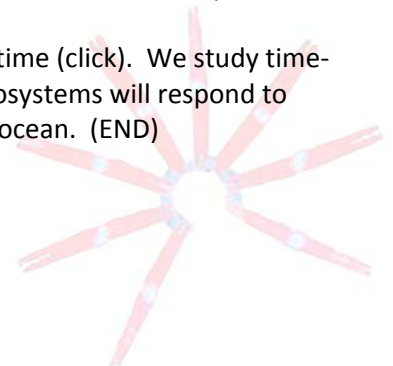 time (click).  We study time-
osystems will respond to
ocean.  (END)